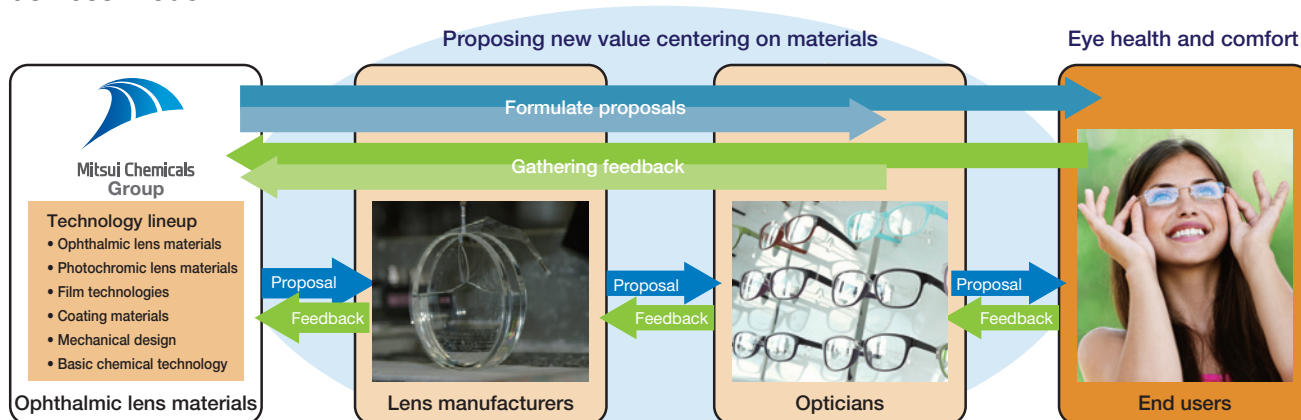 Proposing new value centering on materials
Eye health and comfort
Formulate proposals
Gathering feedback
Mitsui Chemicals
Group
Technology lineup
• Ophthalmic lens materials
• Photochromic lens materials
• Film technologies
• Coating materials
• Mechanical design
• Basic chemical technology
Proposal
Feedback
Proposal
Feedback
Proposal
Feedback
Ophthalmic lens materials
Lens manufacturers
Opticians
End users